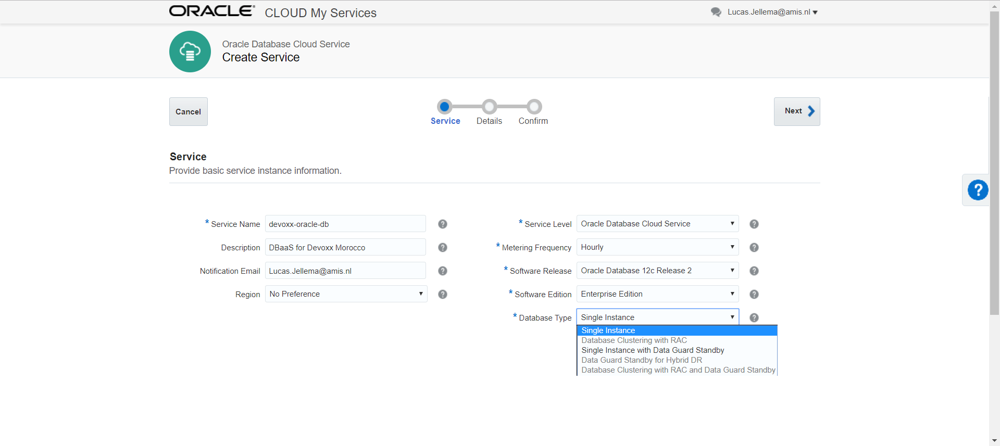 ORACLE® CLOUD My Services
Lucas.Jellema@amis.nl
Oracle Database Cloud Service
Create Service
Cancel
Service
Details
Confirm
Next
Service
Provide basic service instance information.
* Service Name devoxx-oracle-db ?
Description DBaaS for Devoxx Morocco ?
Notification Email Lucas.Jellema@amis.nl ?
Region No Preference ?
* Service Level Oracle Database Cloud Service ?
* Metering Frequency Hourly ?
* Software Release Oracle Database 12c Release 2 ?
* Software Edition Enterprise Edition ?
* Database Type Single Instance ?
Single Instance
Database Clustering with RAC
Single Instance with Data Guard Standby
Data Guard Standby for Hybrid DR
Database Clustering with RAC and Data Guard Standby
?